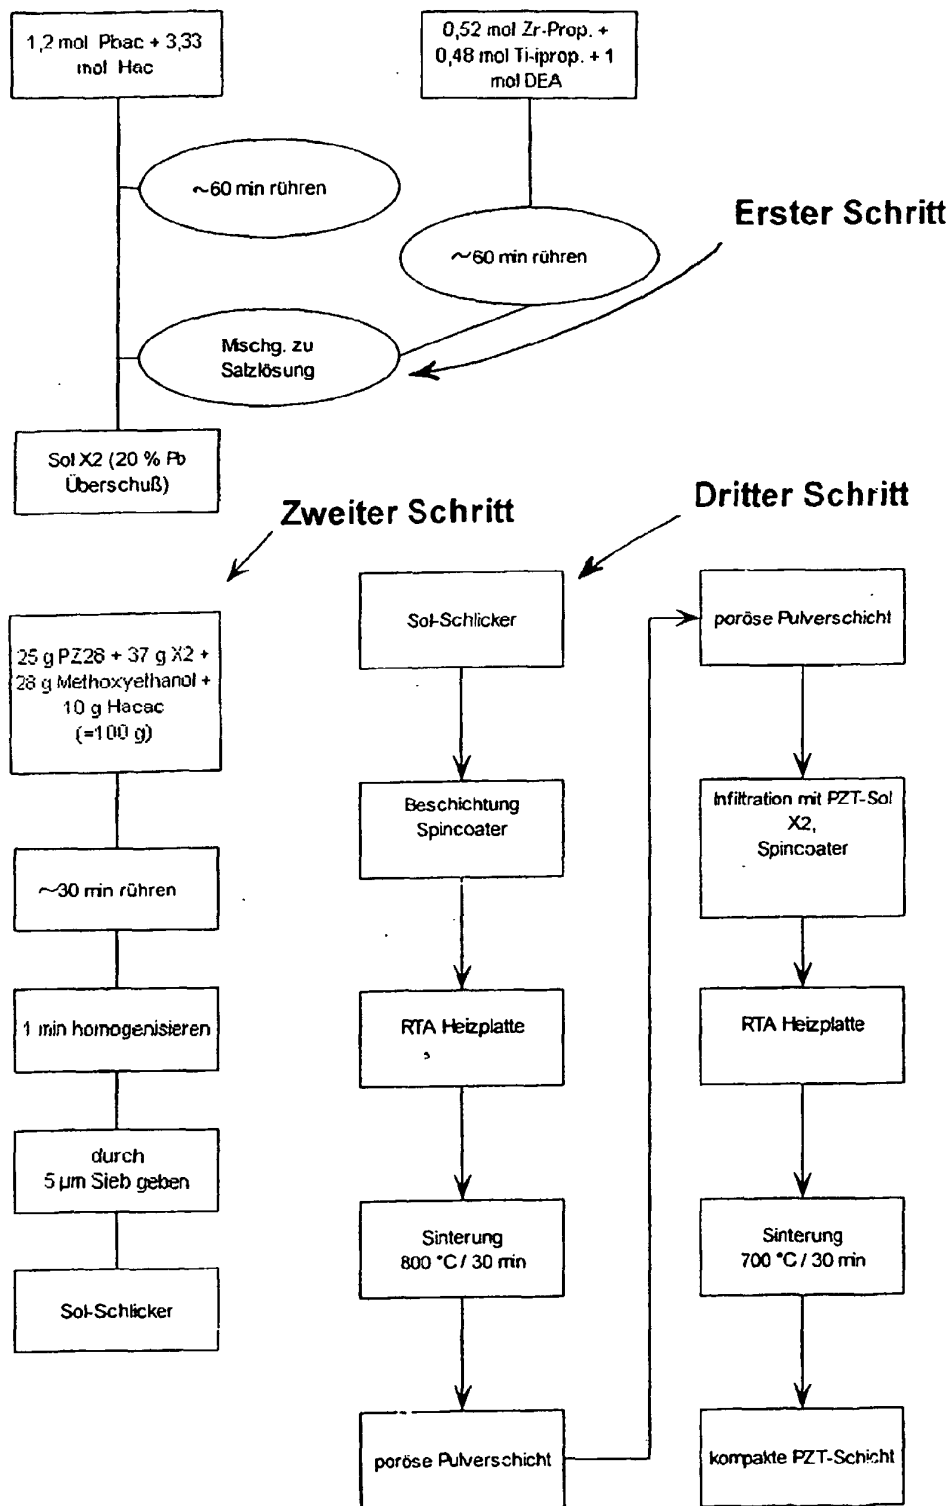 1,2 mol Pbac + 3,33
mol Hac
0,52 mol Zr-Prop. +
0,48 mol Ti-iprop. + 1
mol DEA
~60 min rühren
~60 min rühren
Erster Schritt
Mischg. zu
Salzlösung
Sol X2 (20 % Pb
Überschuß)
Zweiter Schritt
25 g PZ28 + 37 g X2 +
28 g Methoxyethanol +
10 g Hacac
(=100 g)
~30 min rühren
1 min homogenisieren
durch
5 µm Sieb geben
Sol-Schlicker
Dritter Schritt
Sol-Schlicker
Beschichtung
Spincoater
RTA Heizplatte
Sinterung
800 °C / 30 min
poröse Pulverschicht
poröse Pulverschicht
Infiltration mit PZT-Sol
X2,
Spincoater
RTA Heizplatte
Sinterung
700 °C / 30 min
kompakte PZT-Schicht